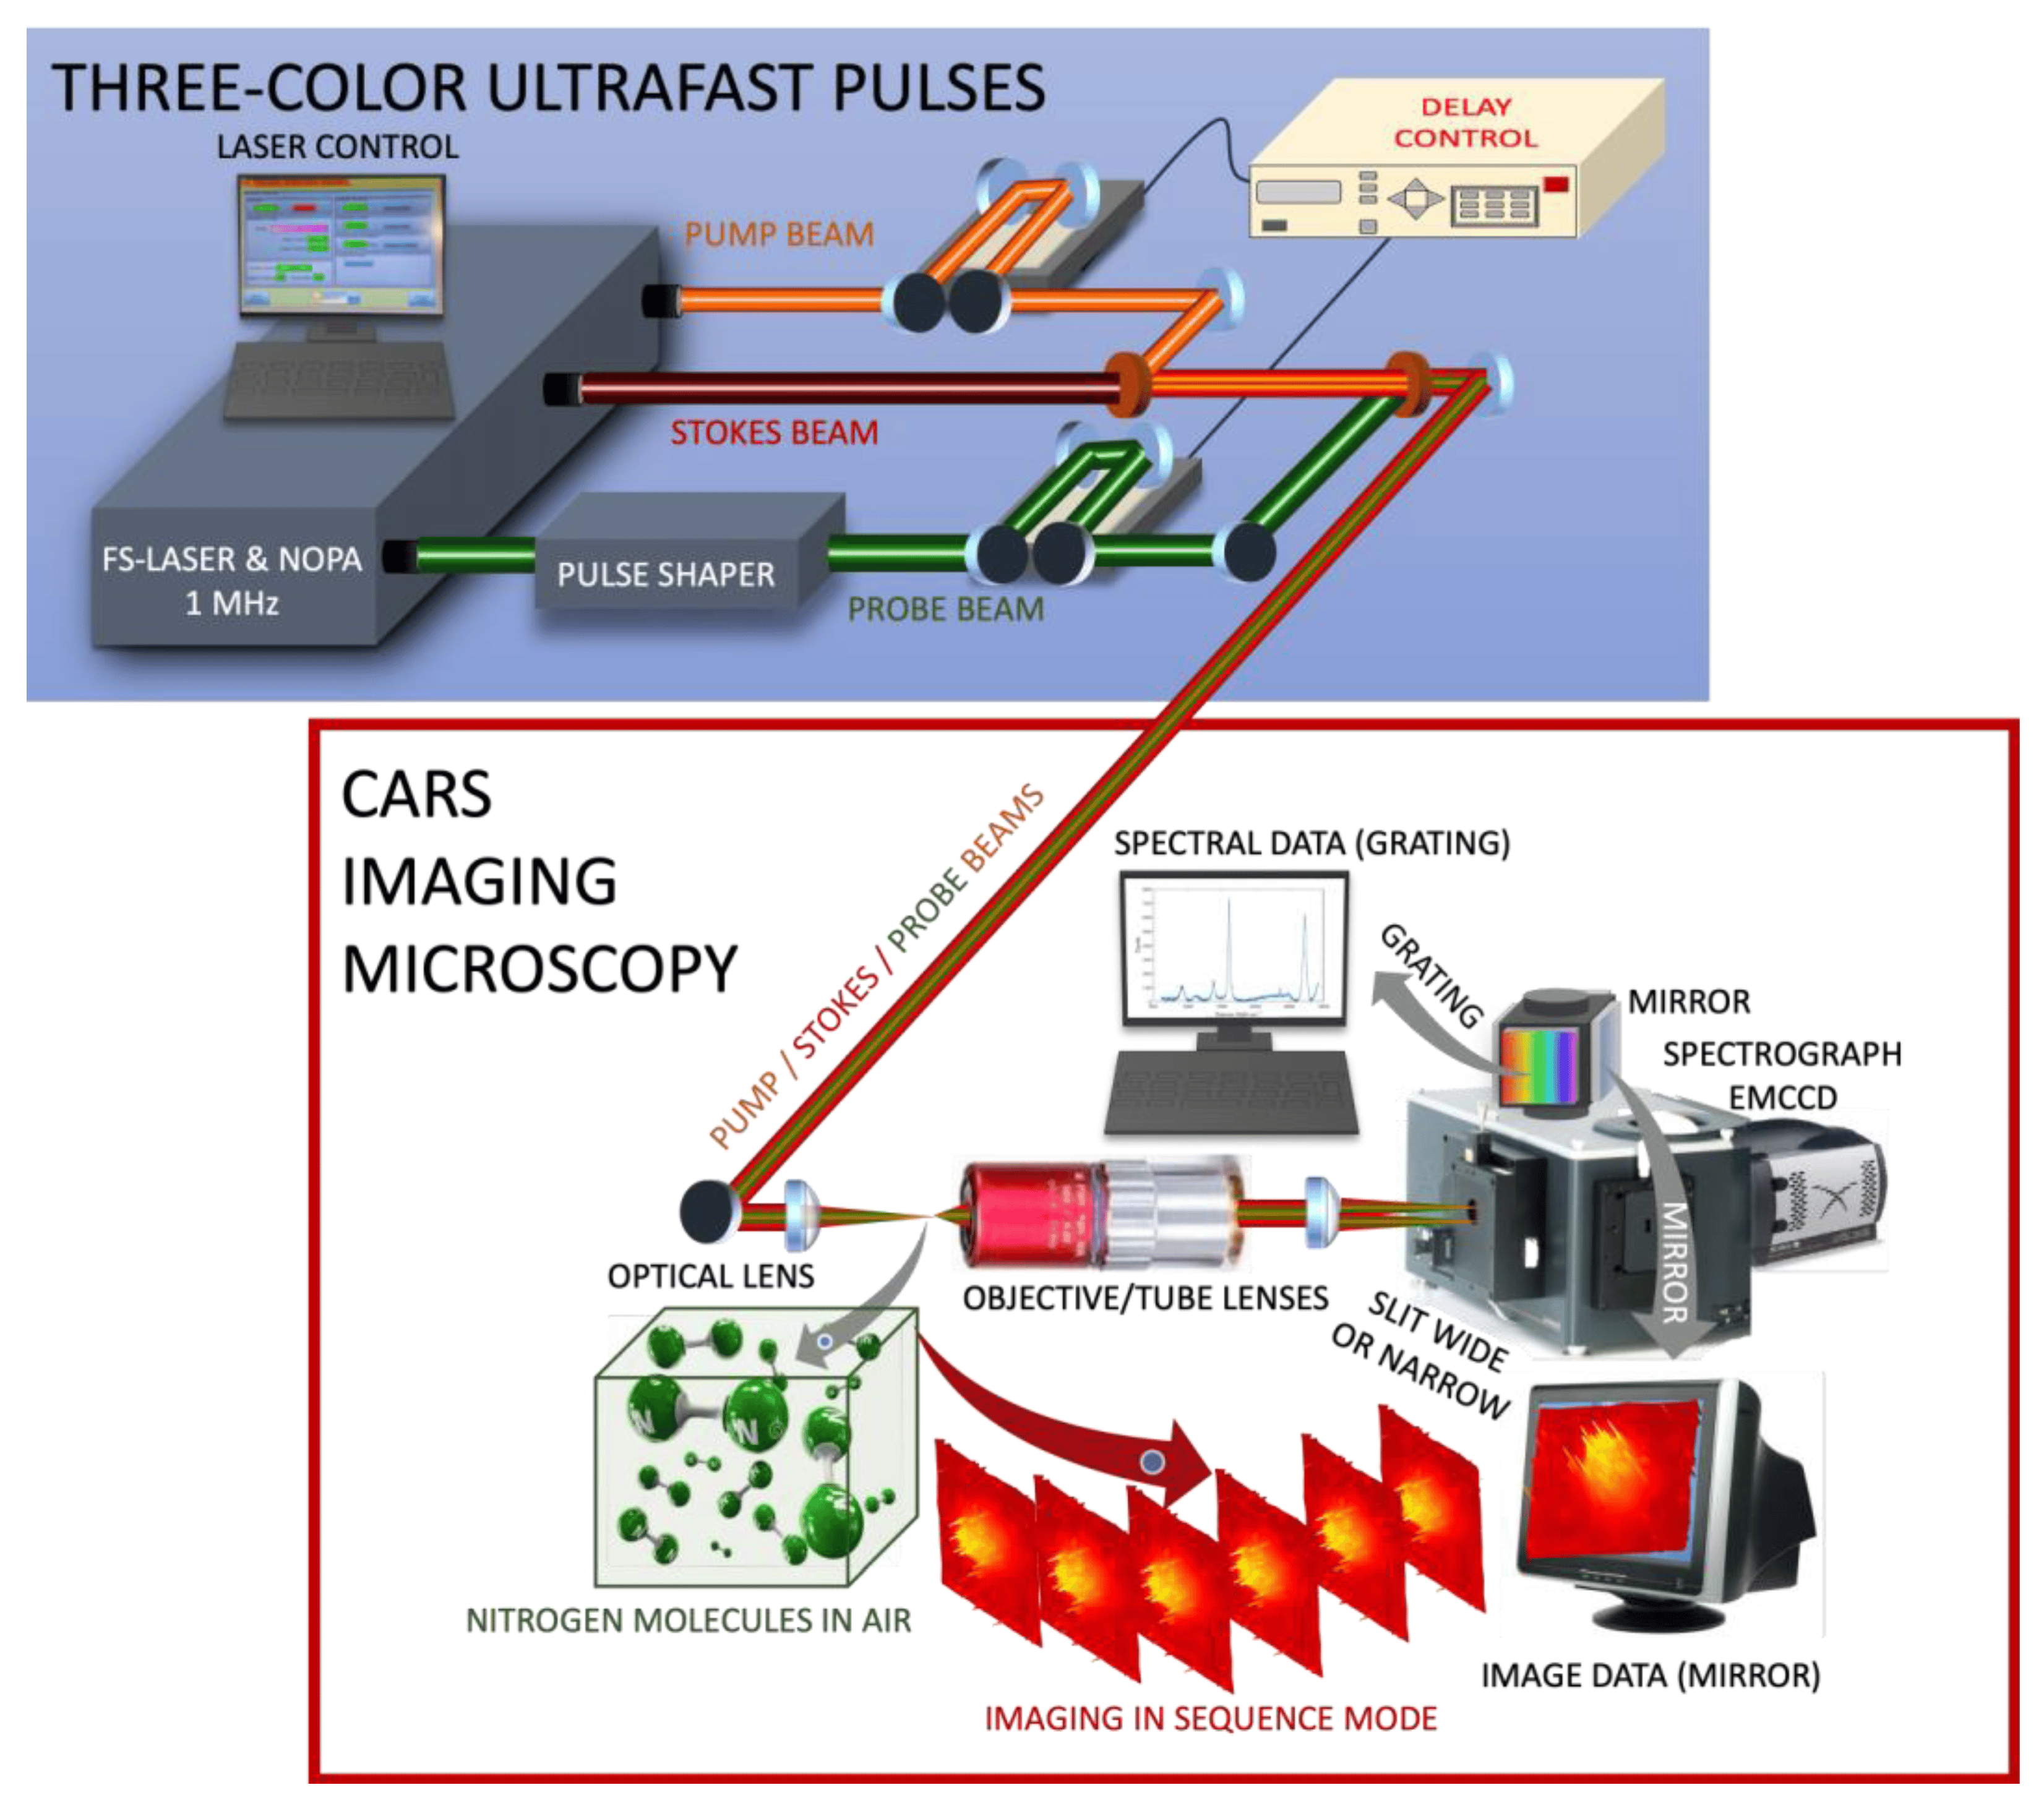 THREE-COLOR ULTRAFAST PULSES
LASER CONTROL
DELAY
CONTROL
PUMP BEAM
STOKES BEAM
FS-LASER & NOPA
1 MHz
PULSE SHAPER
PROBE BEAM
CARS
IMAGING
MICROSCOPY
PUMP / STOKES / PROBE BEAMS
SPECTRAL DATA (GRATING)
GRATING
MIRROR
SPECTROGRAPH
EMCCD
MIRROR
OPTICAL LENS
OBJECTIVE/TUBE LENSES
SLIT WIDE
OR NARROW
N
N
NITROGEN MOLECULES IN AIR
IMAGING IN SEQUENCE MODE
IMAGE DATA (MIRROR)